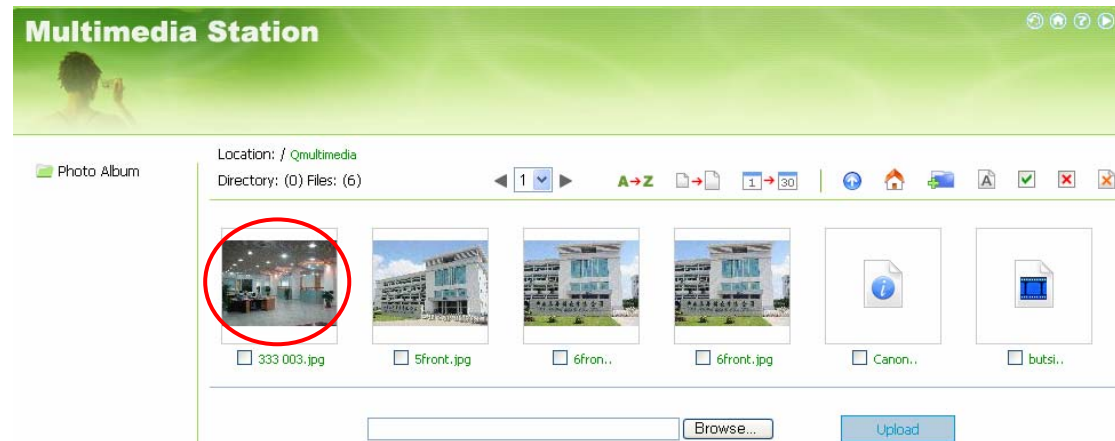 Multimedia Station
Photo Album
Location: / Qmultimedia
Directory: (0) Files: (6)
1
A→Z
1→30
A
333 003.jpg
5front.jpg
6fron..
6front.jpg
Canon..
butsi..
Browse...
Upload